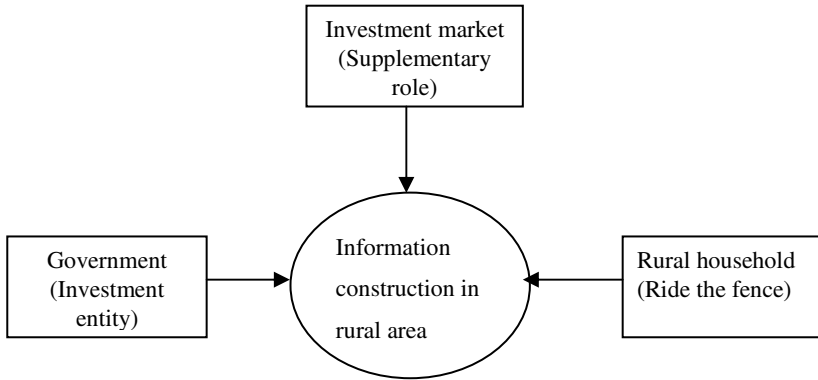 Investment market
(Supplementary
role)
Government
(Investment
entity)
Information
construction in
rural area
Rural household
(Ride the fence)